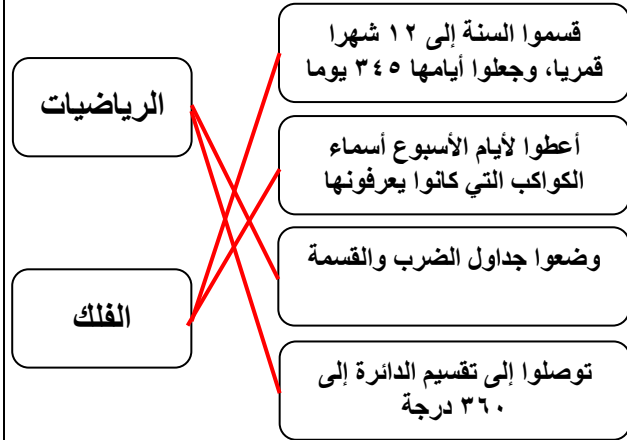 قسموا السنة إلى ١٢ شهرا
قمريا، وجعلوا أيامها ٣٤٥ يوما
الرياضيات
أعطوا لأيام الأسبوع أسماء
الكواكب التي كانوا يعرفونها
وضعوا جداول الضرب والقسمة
الفلك
توصلوا إلى تقسيم الدائرة إلى
٣٦٠ درجة